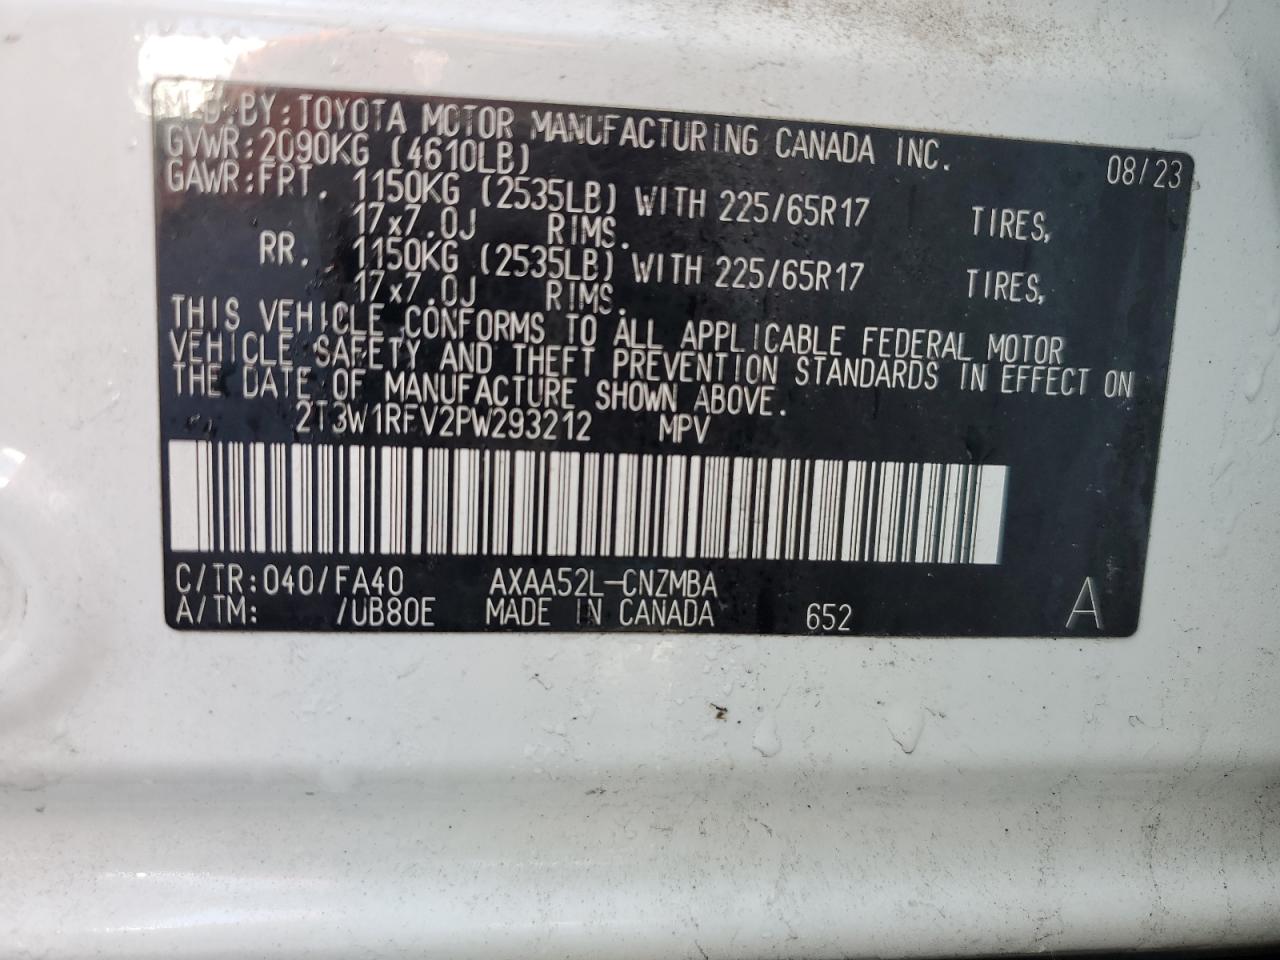 MFD. BY: TOYOTA MOTOR MANUFACTURING CANADA INC. 08/23
GVWR: 2090KG (4610LB)
GAWR: FRT. 1150KG (2535LB) WITH 225/65R17 TIRES,
17x7.0J RIMS.
RR. 1150KG (2535LB) WITH 225/65R17 TIRES,
17x7.0J RIMS.
THIS VEHICLE CONFORMS TO ALL APPLICABLE FEDERAL MOTOR
VEHICLE SAFETY AND THEFT PREVENTION STANDARDS IN EFFECT ON
THE DATE OF MANUFACTURE SHOWN ABOVE.
2T3W1RFV2PW293212 MPV
C/TR: 040/FA40 AXAA52L-CNZMBA
A/TM: /UB80E MADE IN CANADA 652 A